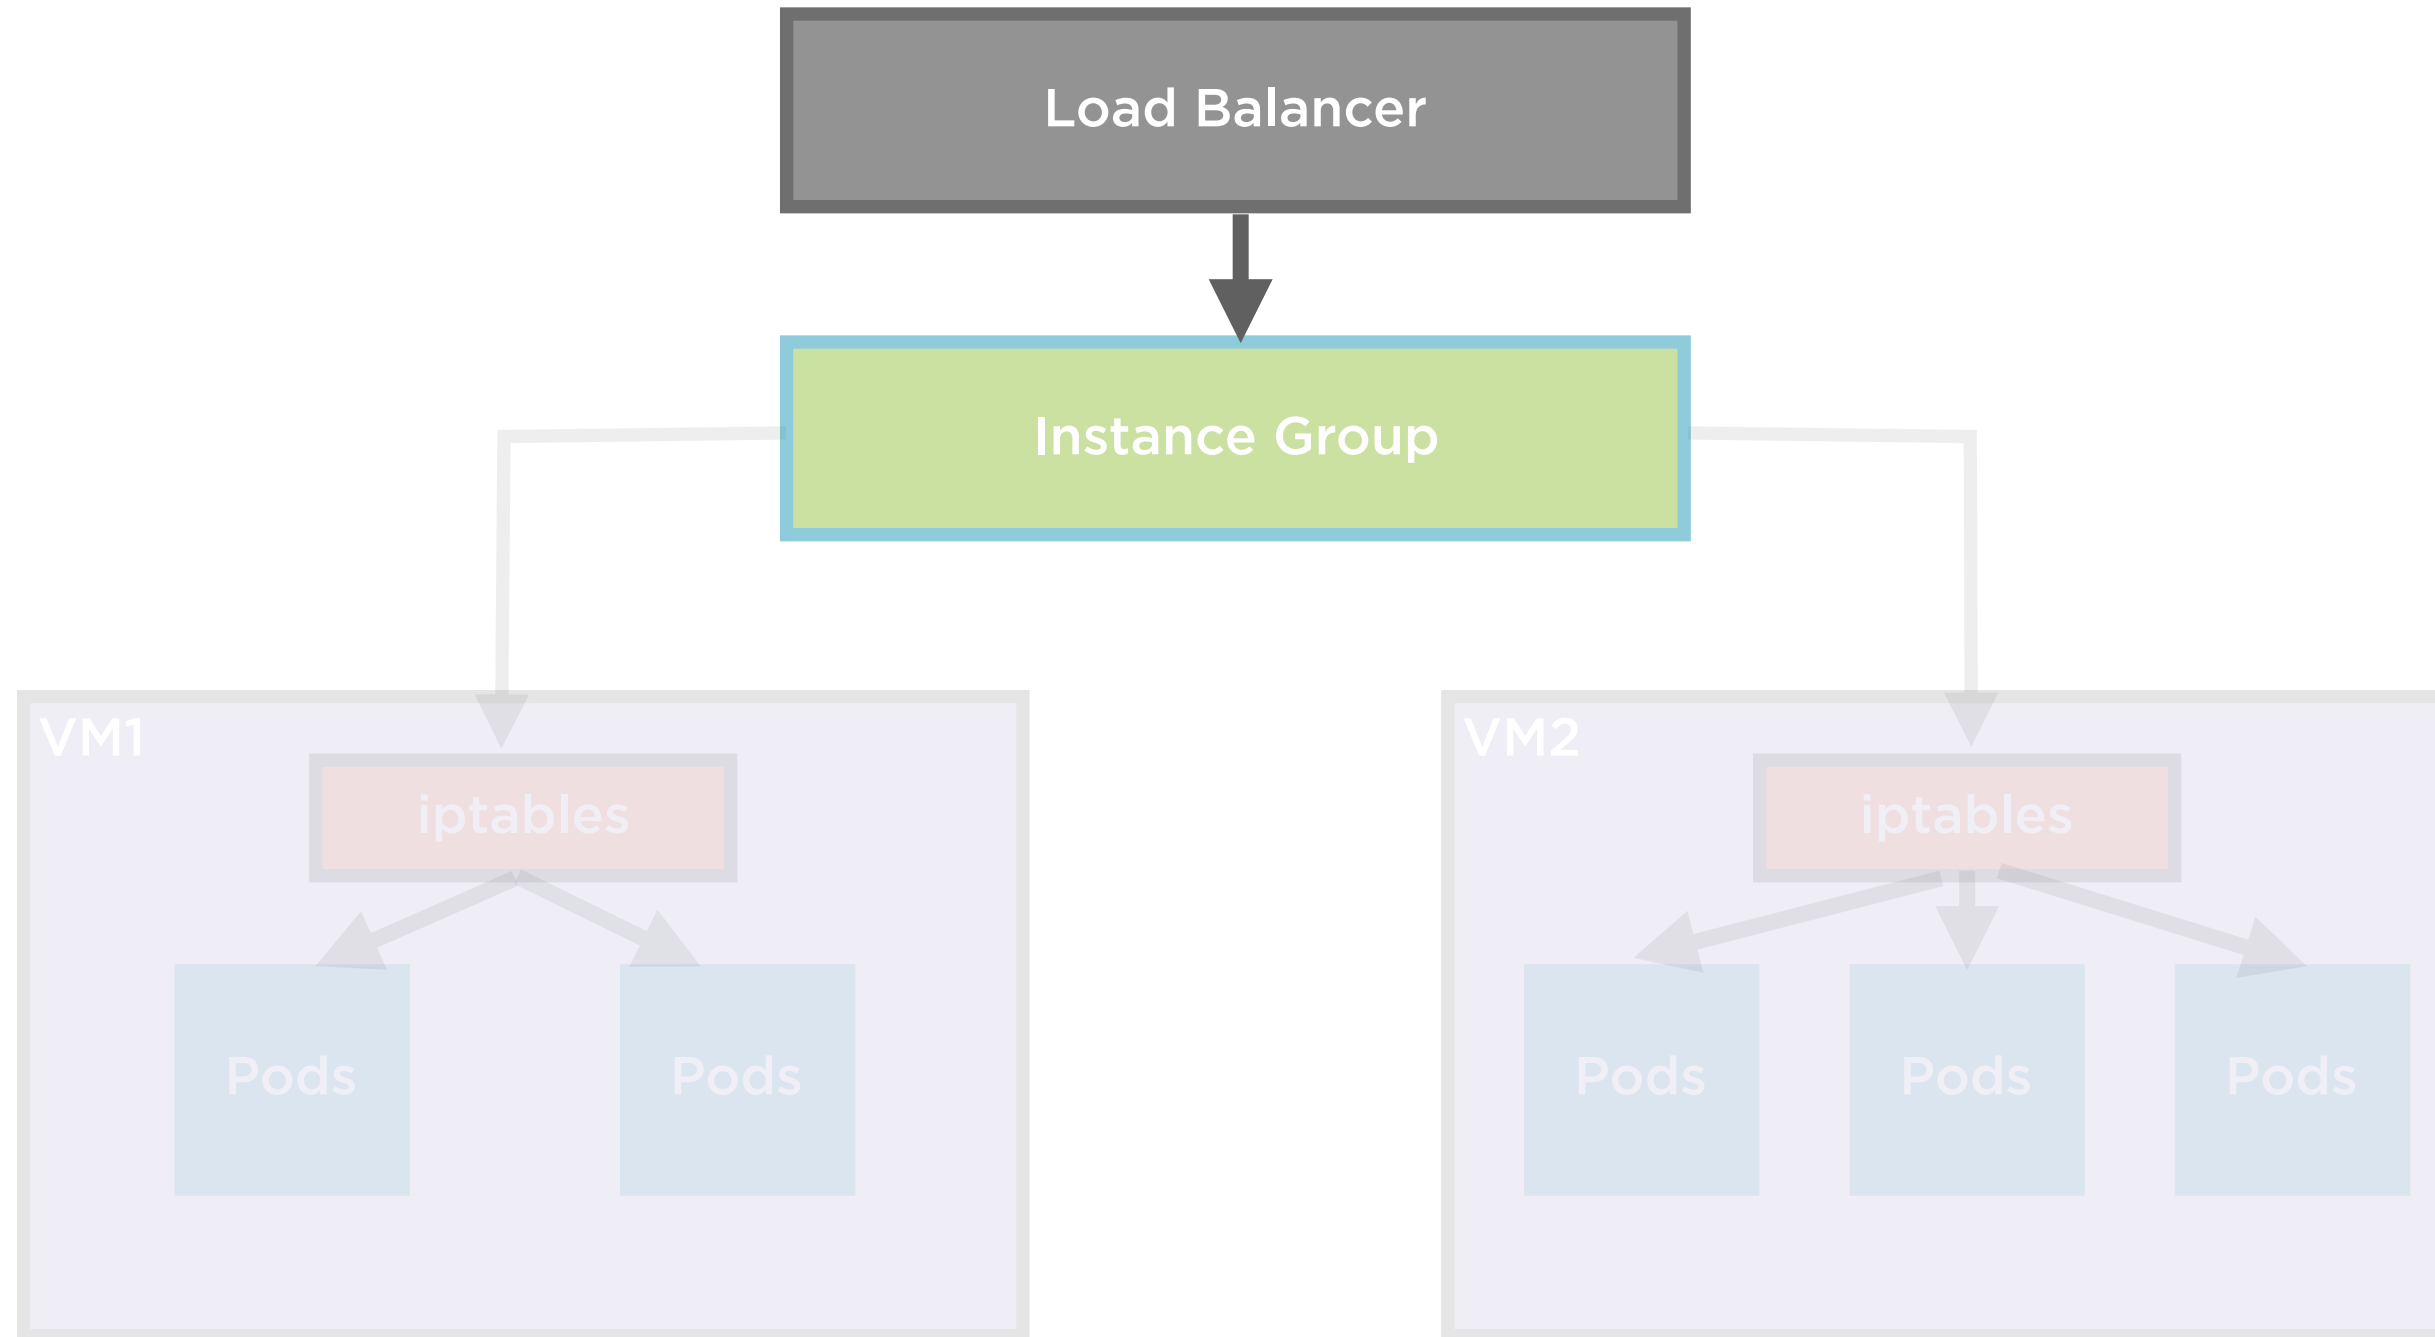 Load Balancer
Instance Group
VM1
iptables
Pods
Pods
VM2
iptables
Pods
Pods
Pods